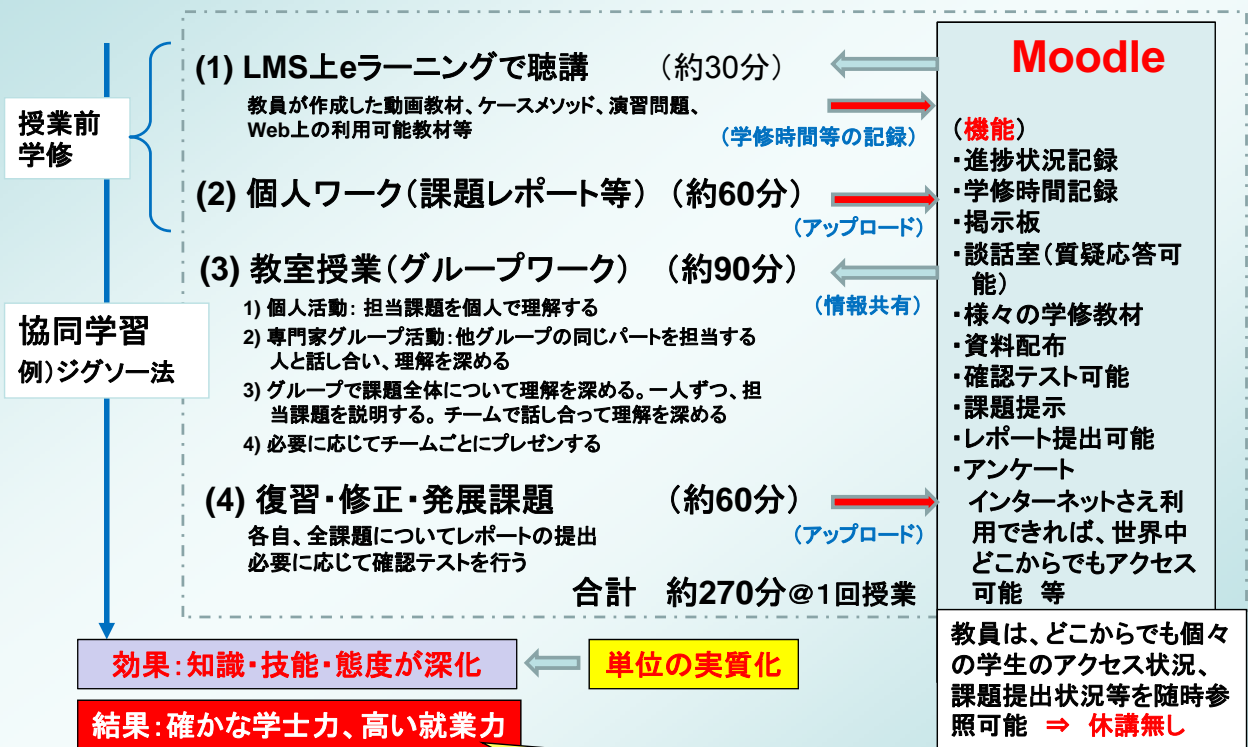 授業前
学修
協同学習
例)ジグソー法
(1) LMS上eラーニングで聴講 (約30分)
教員が作成した動画教材、ケースメソッド、演習問題、
Web上の利用可能教材等
(学修時間等の記録)
(2) 個人ワーク(課題レポート等) (約60分)
(アップロード)
(3) 教室授業(グループワーク) (約90分)
(情報共有)
1) 個人活動: 担当課題を個人で理解する
2) 専門家グループ活動:他グループの同じパートを担当する
人と話し合い、理解を深める
3) グループで課題全体について理解を深める。一人ずつ、担
当課題を説明する。チームで話し合って理解を深める
4) 必要に応じてチームごとにプレゼンする
(4) 復習・修正・発展課題 (約60分)
(アップロード)
各自、全課題についてレポートの提出
必要に応じて確認テストを行う
合計 約270分@1回授業
Moodle
(機能)
・進捗状況記録
・学修時間記録
・掲示板
・談話室(質疑応答可
能)
・様々の学修教材
・資料配布
・確認テスト可能
・課題提示
・レポート提出可能
・アンケート
インターネットさえ利
用できれば、世界中
どこからでもアクセス
可能 等
教員は、どこからでも個々
の学生のアクセス状況、
課題提出状況等を随時参
照可能 ⇒ 休講無し
効果:知識・技能・態度が深化
単位の実質化
結果:確かな学士力、高い就業力